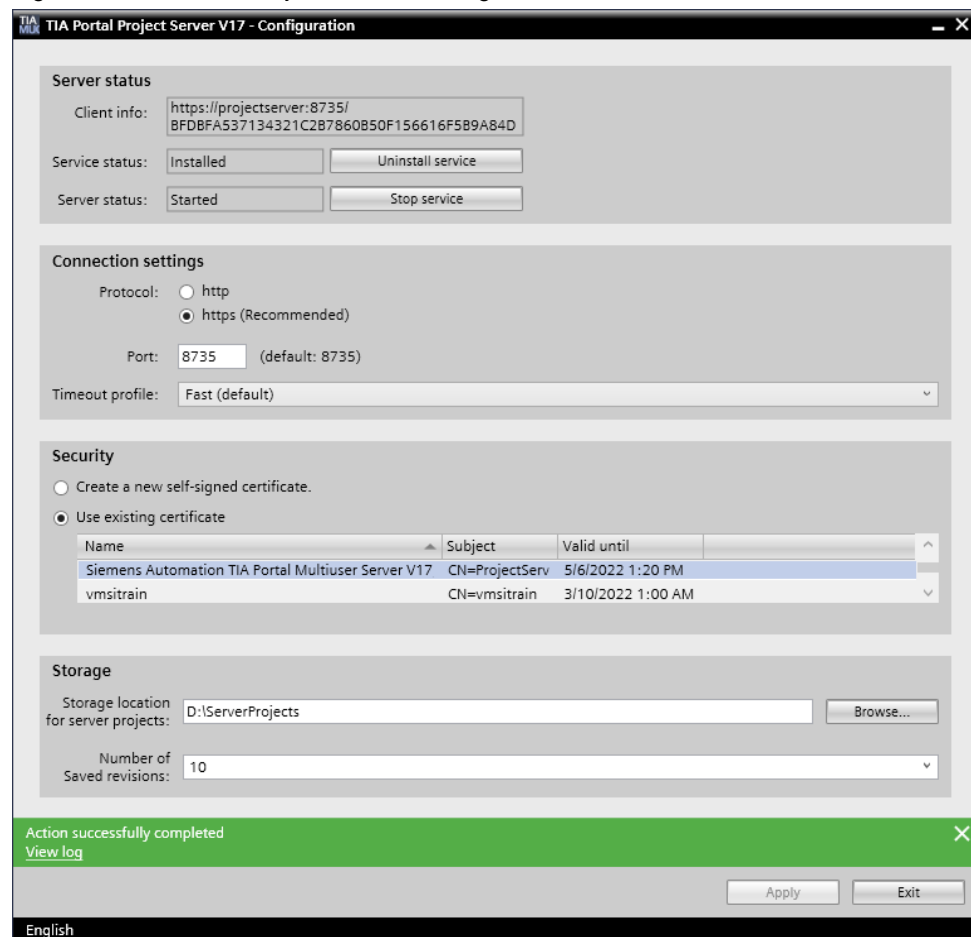 TIA
MUX TIA Portal Project Server V17 - Configuration
Server status
Client info: https://projectserver:8735/
BFDBFA537134321C2B7860B50F156616F5B9A84D
Service status: Installed Uninstall service
Server status: Started Stop service
Connection settings
Protocol: http
https (Recommended)
Port: 8735 (default: 8735)
Timeout profile: Fast (default)
Security
Create a new self-signed certificate.
Use existing certificate
Name Subject Valid until
Siemens Automation TIA Portal Multiuser Server V17 CN=ProjectServ 5/6/2022 1:20 PM
vmsitrain CN=vmsitrain 3/10/2022 1:00 AM
Storage
Storage location
for server projects: D:\ServerProjects Browse...
Number of
Saved revisions: 10
Action successfully completed
View log
Apply Exit
English